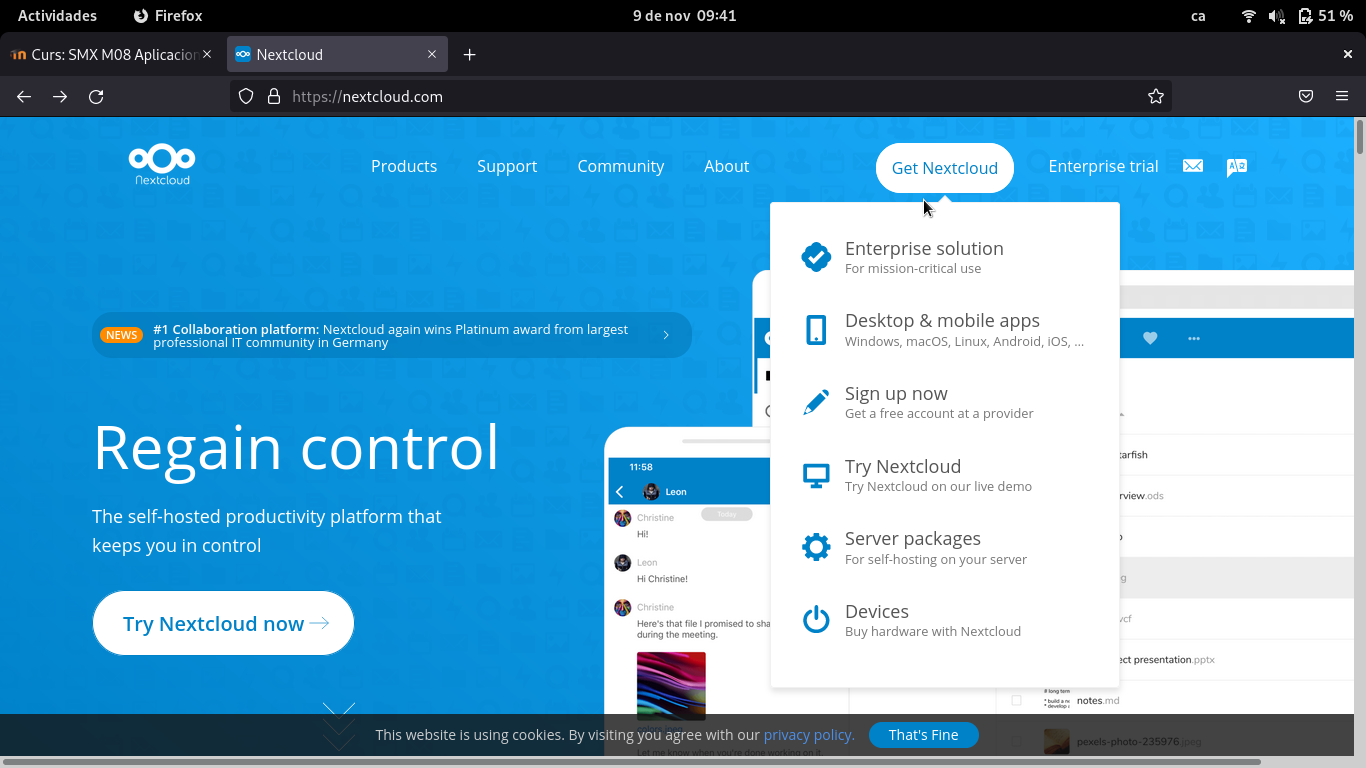 Actividades Firefox 9 de nov 09:41 ca 51 %
Curs: SMX M08 Aplicacion Nextcloud
https://nextcloud.com
nextcloud Products Support Community About Get Nextcloud Enterprise trial
Enterprise solution
For mission-critical use
Desktop & mobile apps
Windows, macOS, Linux, Android, iOS, ...
Sign up now
Get a free account at a provider
Try Nextcloud
Try Nextcloud on our live demo
Server packages
For self-hosting on your server
Devices
Buy hardware with Nextcloud
NEWS #1 Collaboration platform: Nextcloud again wins Platinum award from largest
professional IT community in Germany
Regain control
The self-hosted productivity platform that
keeps you in control
Try Nextcloud now
11:58
Leon
Today
Christine
Hi!
Leon
Hi Christine!
Christine
Here's that file I promised to sha
during the meeting.
Let me know when you're done working on it.
tarfish
rview.ods
g
vcf
ect presentation.pptx
notes.md
pexels-photo-235976.jpeg
This website is using cookies. By visiting you agree with our privacy policy. That's Fine